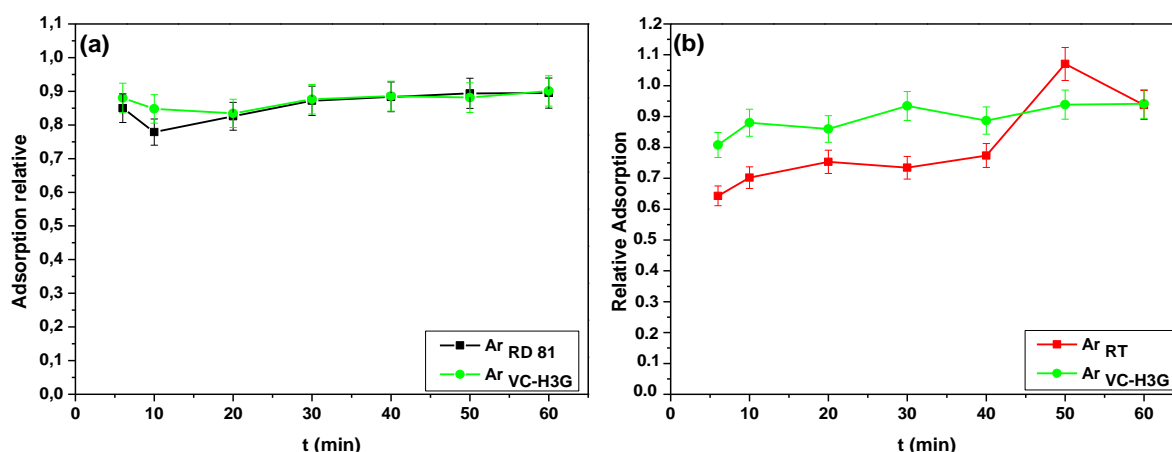 (a)
1,1
1,0
0,9
0,8
0,7
0,6
0,5
0,4
0,3
0,2
0,1
0,0
Adsorption relative
0 10 20 30 40 50 60
t (min)
Ar RD 81
Ar VC-H3G
(b)
1.2
1.1
1.0
0.9
0.8
0.7
0.6
0.5
0.4
0.3
0.2
0.1
0.0
Relative Adsorption
0 10 20 30 40 50 60
t (min)
Ar RT
Ar VC-H3G